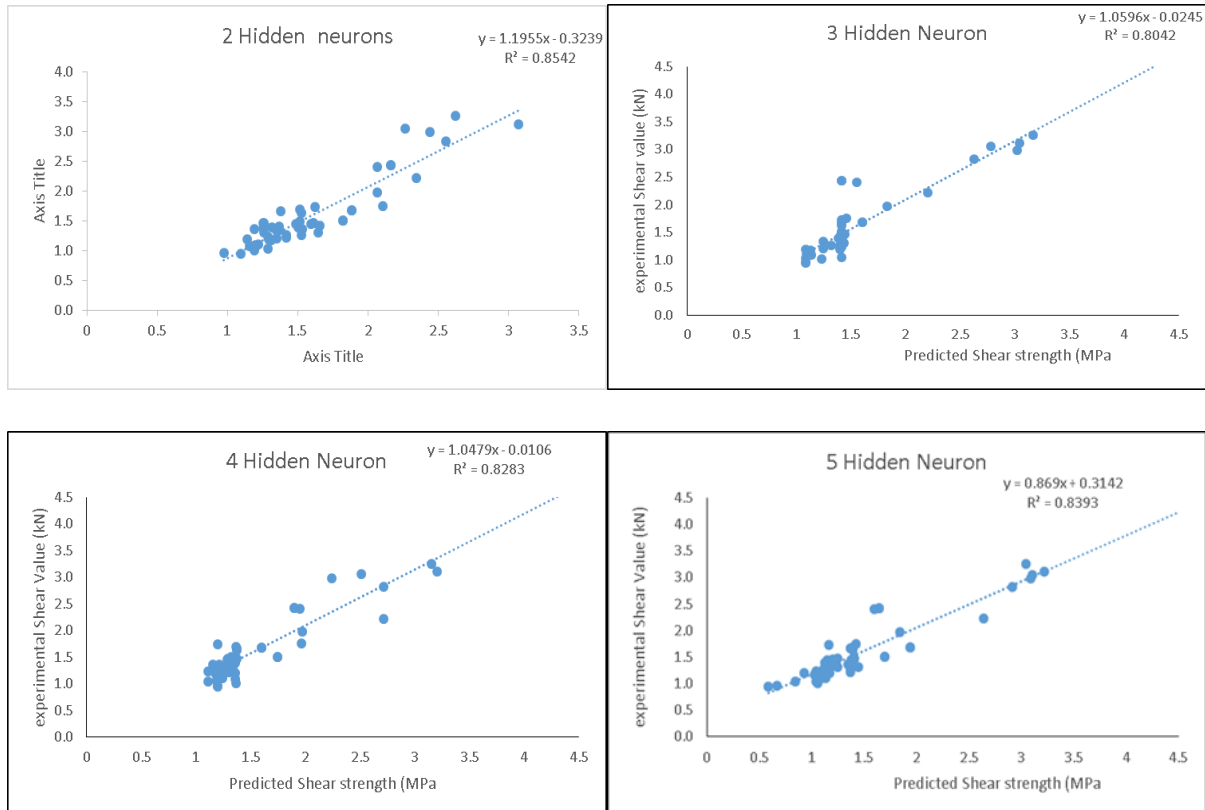 2 Hidden neurons
y = 1.1955x - 0.3239
R² = 0.8542
4.0
3.5
3.0
2.5
2.0
1.5
1.0
0.5
0.0
Axis Title
0 0.5 1 1.5 2 2.5 3 3.5
Axis Title
3 Hidden Neuron
y = 1.0596x - 0.0245
R² = 0.8042
4.5
4.0
3.5
3.0
2.5
2.0
1.5
1.0
0.5
0.0
experimental Shear value (kN)
0 0.5 1 1.5 2 2.5 3 3.5 4 4.5
Predicted Shear strength (MPa
4 Hidden Neuron
y = 1.0479x - 0.0106
R² = 0.8283
4.5
4.0
3.5
3.0
2.5
2.0
1.5
1.0
0.5
0.0
experimental Shear Value (kN)
0 0.5 1 1.5 2 2.5 3 3.5 4 4.5
Predicted Shear strength (MPa
5 Hidden Neuron
y = 0.869x + 0.3142
R² = 0.8393
4.5
4.0
3.5
3.0
2.5
2.0
1.5
1.0
0.5
0.0
experimental Shear Value (kN)
0 0.5 1 1.5 2 2.5 3 3.5 4 4.5
Predicted Shear strength (MPa